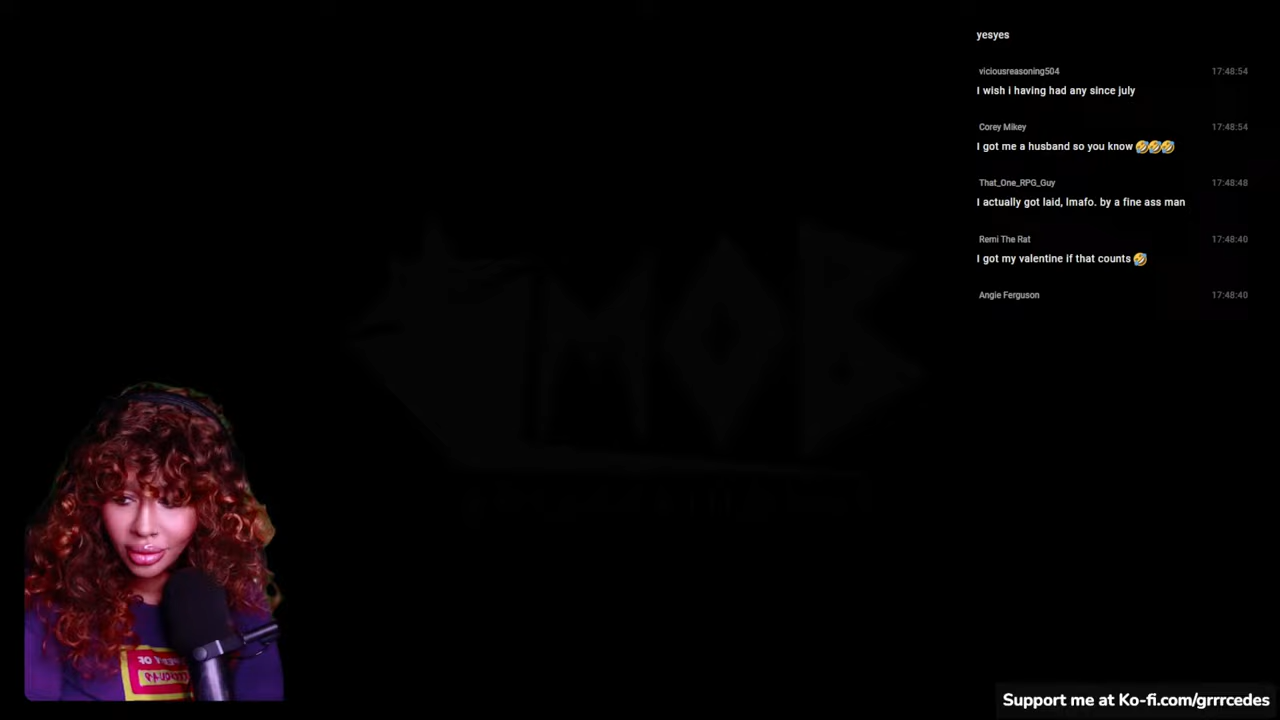 yesyes
viciousreasoning504 17:48:54
I wish i having had any since july
Corey Mikey 17:48:54
I got me a husband so you know 🤣🤣🤣
That_One_RPG_Guy 17:48:48
I actually got laid, lmafo. by a fine ass man
Remi The Rat 17:48:40
I got my valentine if that counts 🤣
Angie Ferguson 17:48:40
MOB
Support me at Ko-fi.com/grrrcedes